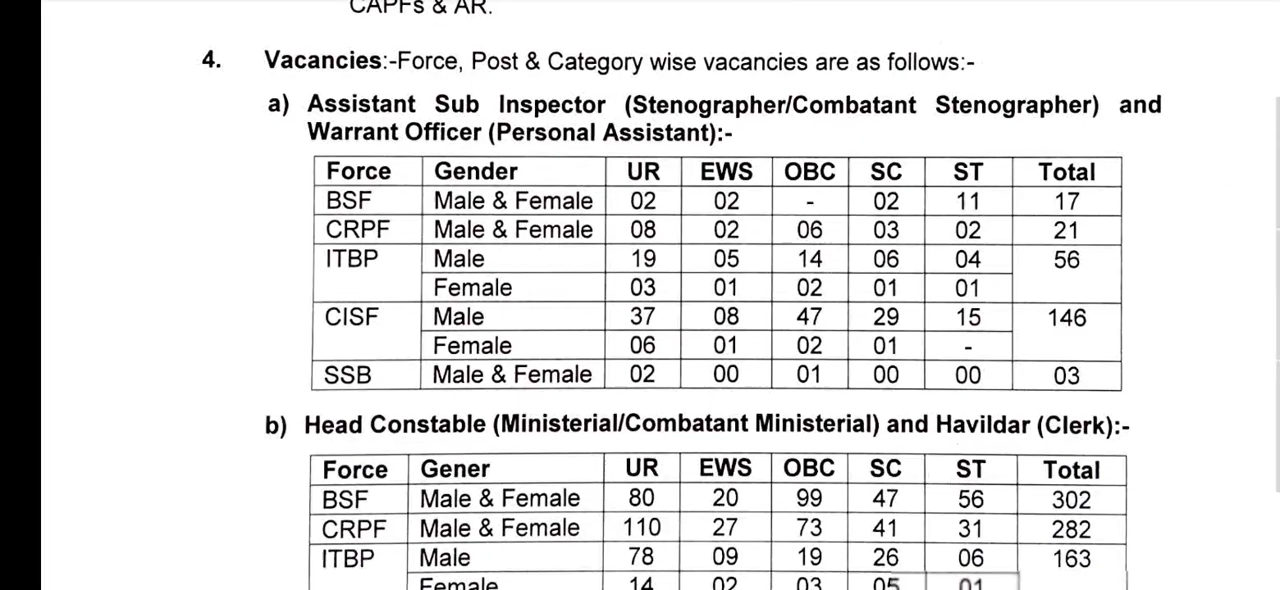 CAPFs & AR.
4. Vacancies:-Force, Post & Category wise vacancies are as follows:-
a) Assistant Sub Inspector (Stenographer/Combatant Stenographer) and
Warrant Officer (Personal Assistant):-
Force Gender UR EWS OBC SC ST Total
BSF Male & Female 02 02 - 02 11 17
CRPF Male & Female 08 02 06 03 02 21
ITBP Male 19 05 14 06 04 56
Female 03 01 02 01 01
CISF Male 37 08 47 29 15 146
Female 06 01 02 01 -
SSB Male & Female 02 00 01 00 00 03
b) Head Constable (Ministerial/Combatant Ministerial) and Havildar (Clerk):-
Force Gener UR EWS OBC SC ST Total
BSF Male & Female 80 20 99 47 56 302
CRPF Male & Female 110 27 73 41 31 282
ITBP Male 78 09 19 26 06 163
Female 14 02 03 05 01